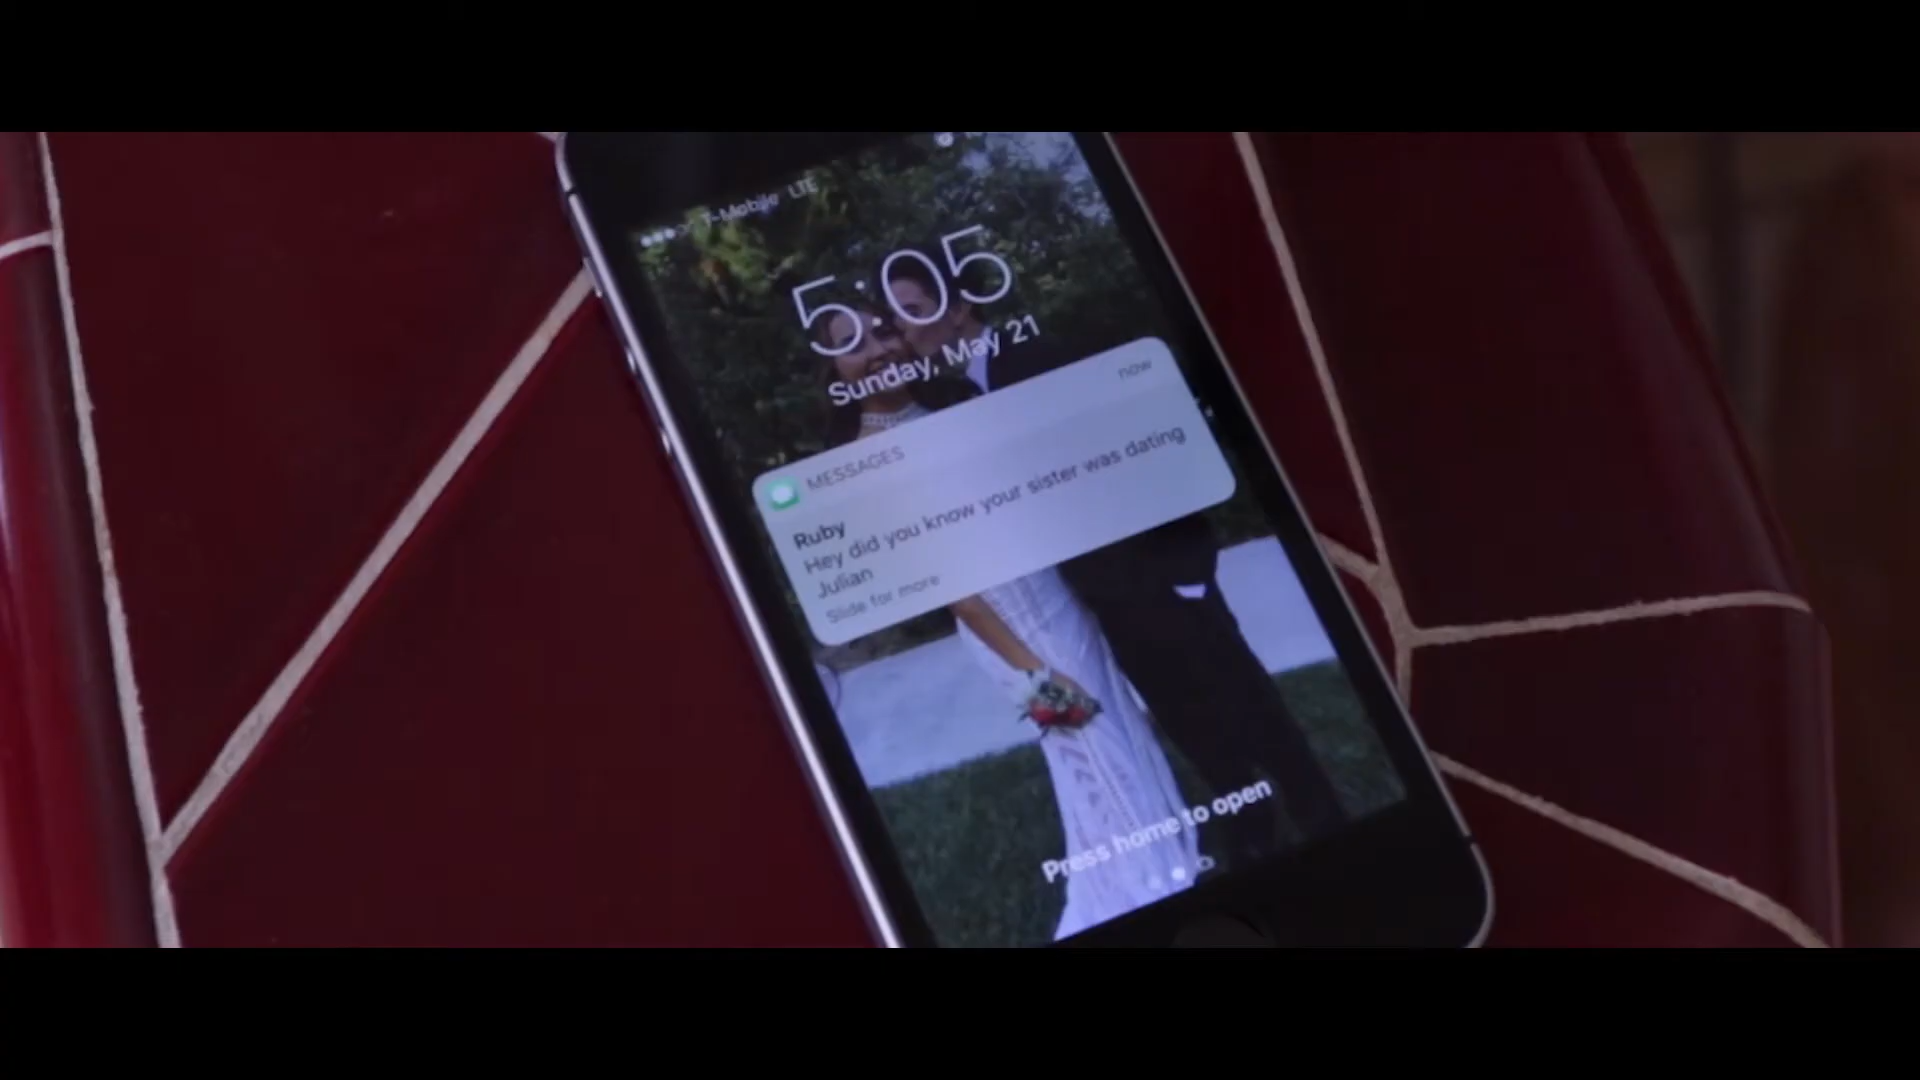 T-Mobile LTE
5:05
Sunday, May 21
MESSAGES
now
Ruby
Hey did you know your sister was dating
Julian
Slide for more
Press home to open